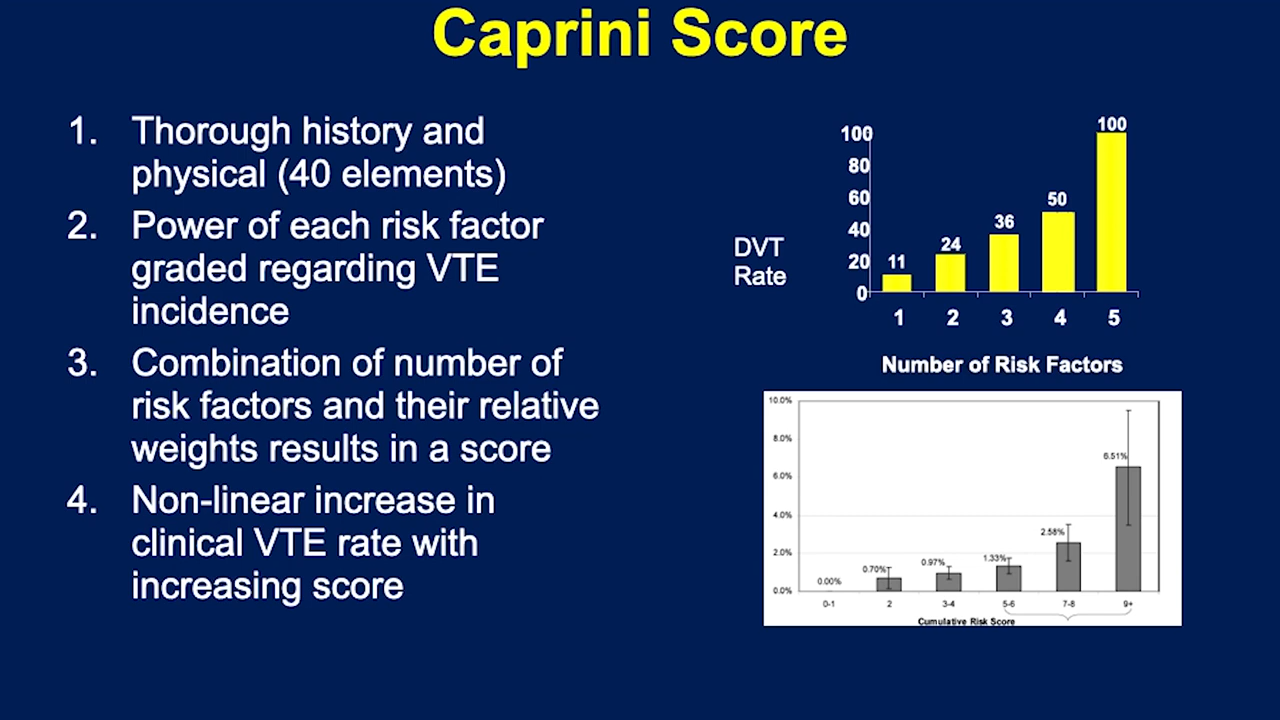 Caprini Score
1. Thorough history and
physical (40 elements)
2. Power of each risk factor
graded regarding VTE
incidence
3. Combination of number of
risk factors and their relative
weights results in a score
4. Non-linear increase in
clinical VTE rate with
increasing score
DVT
Rate
100
80
60
40
20
0
11
24
36
50
100
1 2 3 4 5
Number of Risk Factors
10.0%
8.0%
6.0%
4.0%
2.0%
0.0%
0.00%
0.70%
0.97%
1.33%
2.58%
6.51%
0-1 2 3-4 5-6 7-8 9+
Cumulative Risk Score